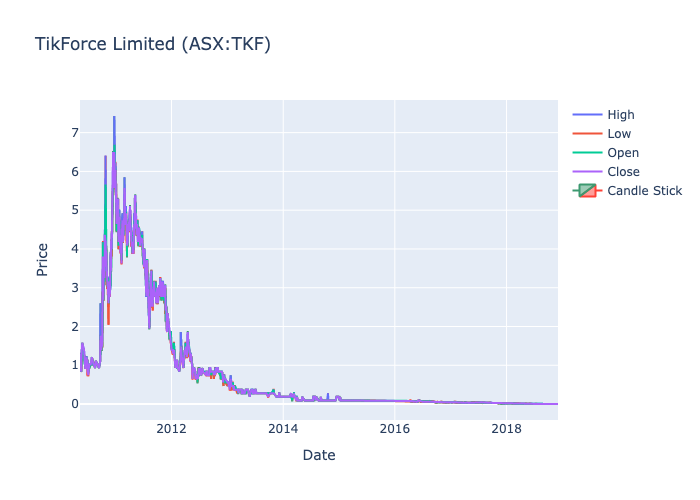 TikForce Limited (ASX:TKF)
High
Low
Open
Close
Candle Stick
7
6
5
4
3
2
1
0
Price
2012
2014
2016
2018
Date